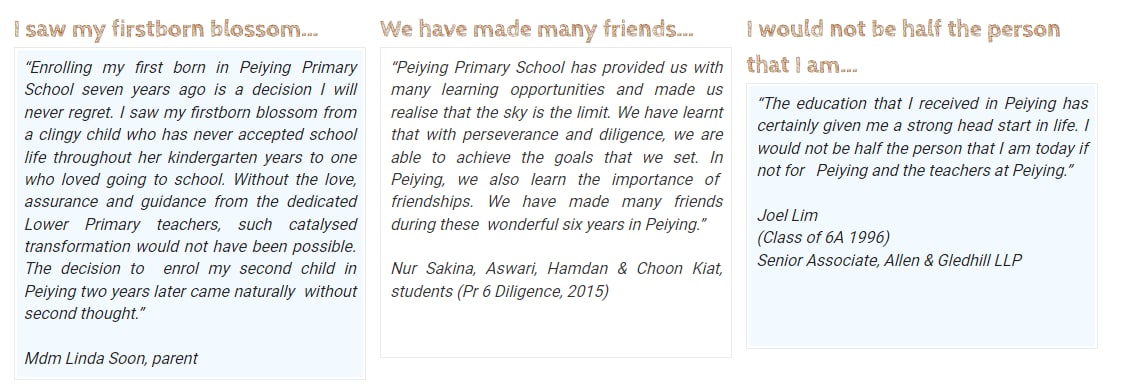 I saw my firstborn blossom...
"Enrolling my first born in Peiying Primary
School seven years ago is a decision I will
never regret. I saw my firstborn blossom from
a clingy child who has never accepted school
life throughout her kindergarten years to one
who loved going to school. Without the love,
assurance and guidance from the dedicated
Lower Primary teachers, such catalysed
transformation would not have been possible.
The decision to enrol my second child in
Peiying two years later came naturally without
second thought."
Mdm Linda Soon, parent
We have made many friends...
"Peiying Primary School has provided us with
many learning opportunities and made us
realise that the sky is the limit. We have learnt
that with perseverance and diligence, we are
able to achieve the goals that we set. In
Peiying, we also learn the importance of
friendships. We have made many friends
during these wonderful six years in Peiying."
Nur Sakina, Aswari, Hamdan & Choon Kiat,
students (Pr 6 Diligence, 2015)
I would not be half the person
that I am...
"The education that I received in Peiying has
certainly given me a strong head start in life. I
would not be half the person that I am today if
not for Peiying and the teachers at Peiying."
Joel Lim
(Class of 6A 1996)
Senior Associate, Allen & Gledhill LLP